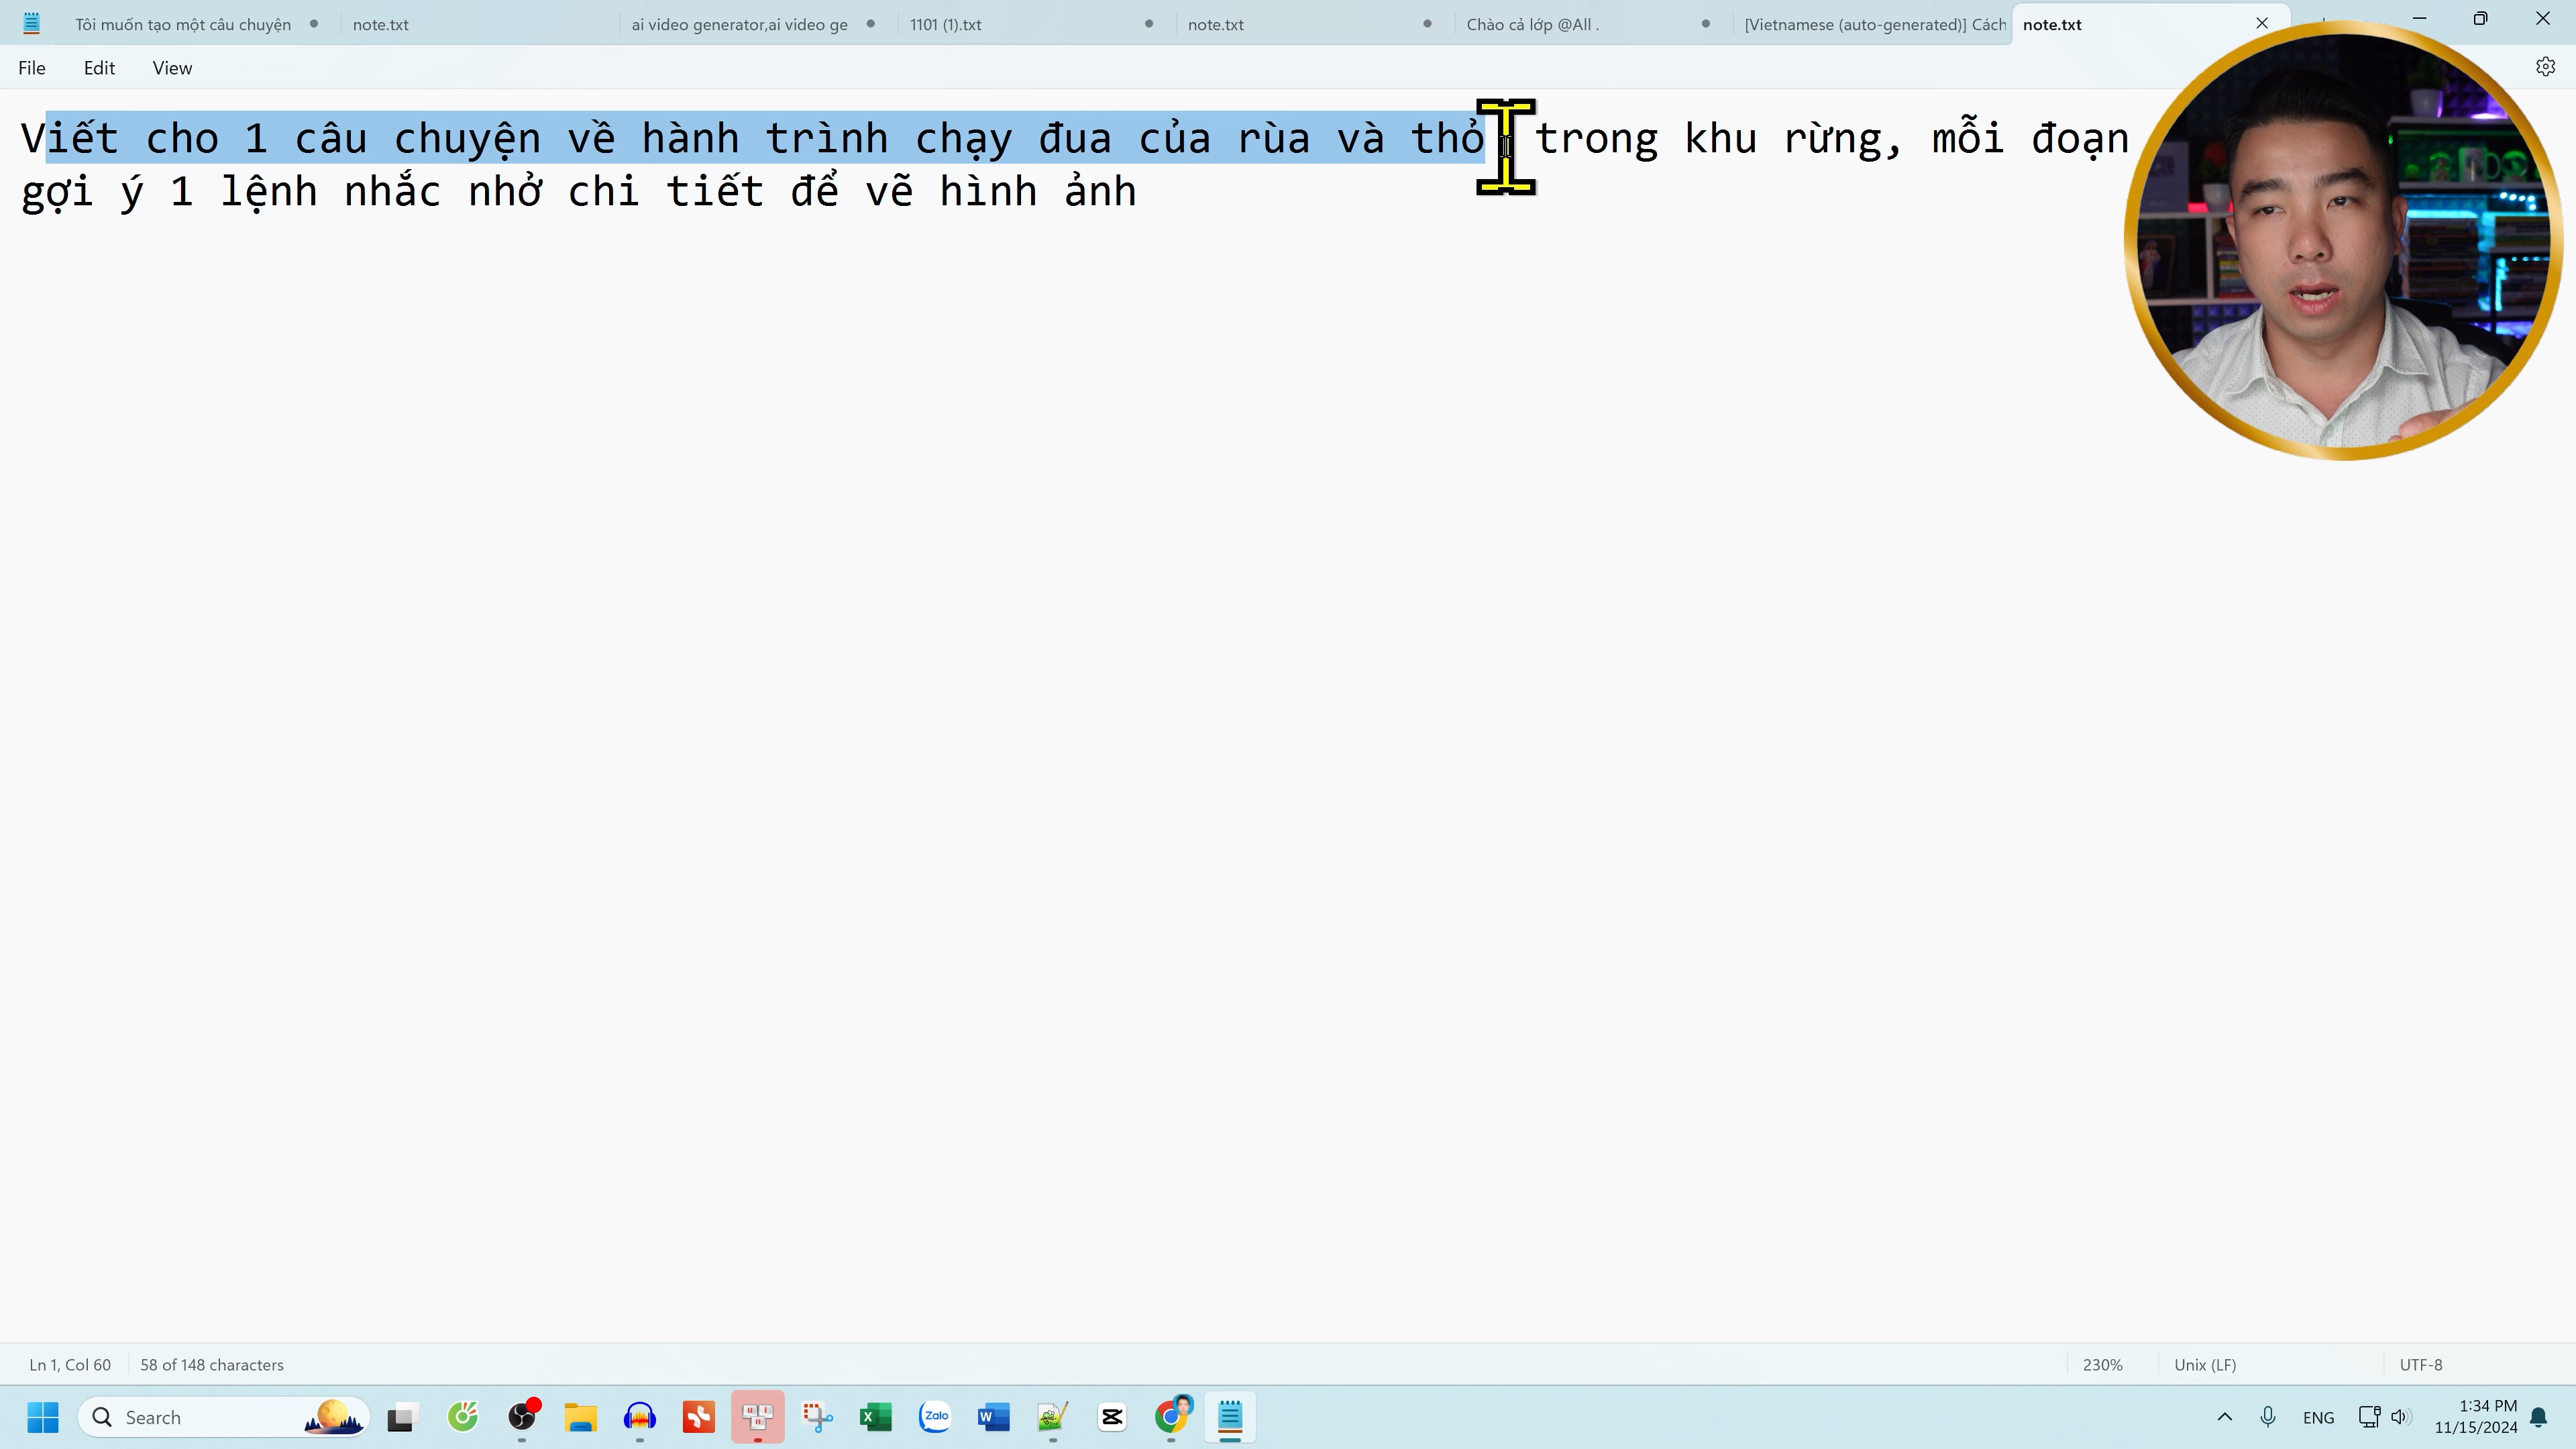 Tôi muốn tạo một câu chuyện
note.txt
ai video generator,ai video ge
1101 (1).txt
note.txt
Chào cả lớp @All .
[Vietnamese (auto-generated)] Cách
note.txt
File
Edit
View
Viết cho 1 câu chuyện về hành trình chạy đua của rùa và thỏ trong khu rừng, mỗi đoạn
gợi ý 1 lệnh nhắc nhở chi tiết để vẽ hình ảnh
Ln 1, Col 60
58 of 148 characters
230%
Unix (LF)
UTF-8
Search
Zalo
ENG
1:34 PM
11/15/2024